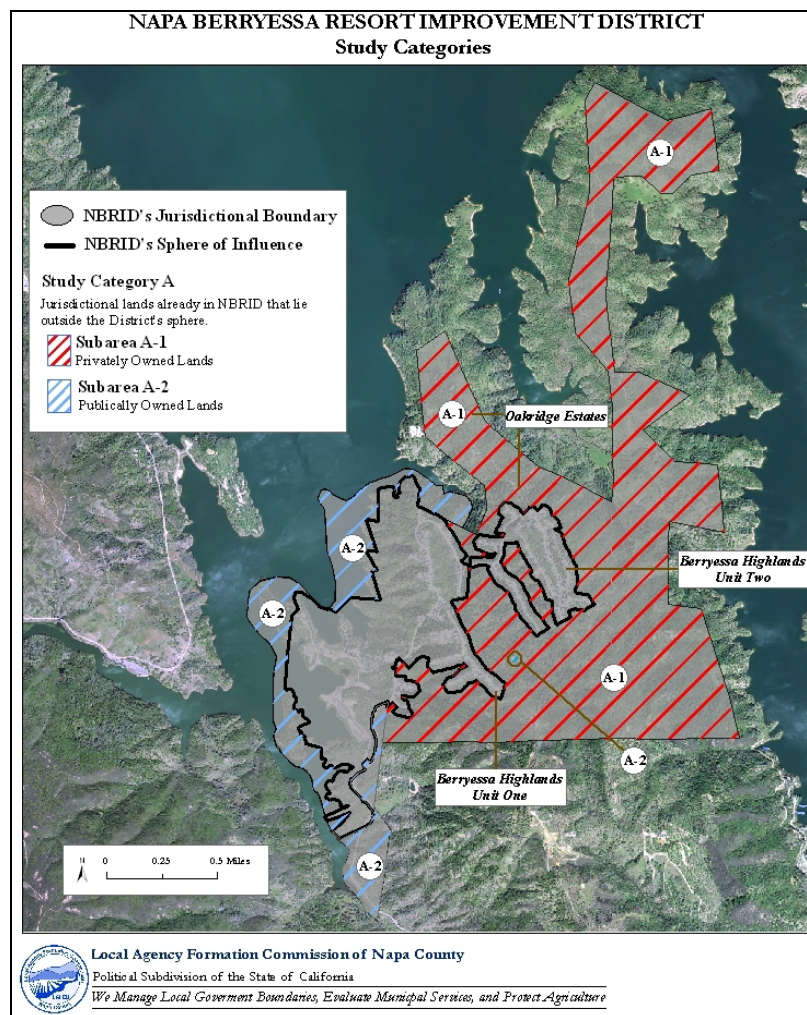 NAPA BERRYESSA RESORT IMPROVEMENT DISTRICT
Study Categories
NBRID's Jurisdictional Boundary
NBRID's Sphere of Influence
Study Category A
Jurisdictional lands already in NBRID that lie
outside the District's sphere.
Subarea A-1
Privately Owned Lands
Subarea A-2
Publically Owned Lands
A-1
A-1
Oakridge Estates
A-2
Berryessa Highlands
Unit Two
A-2
A-1
A-2
Berryessa Highlands
Unit One
A-2
N
0 0.25 0.5 Miles
Local Agency Formation Commission of Napa County
Political Subdivision of the State of California
We Manage Local Goverment Boundaries, Evaluate Municipal Services, and Protect Agriculture